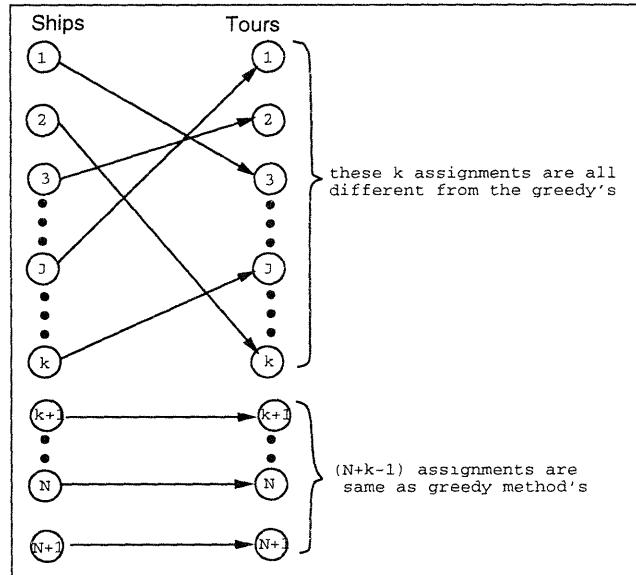 Ships Tours
1 1
2 2
3 3
these k assignments are all
different from the greedy's
J J
k k
k+1 k+1
(N+k-1) assignments are
same as greedy method's
N N
N+1 N+1